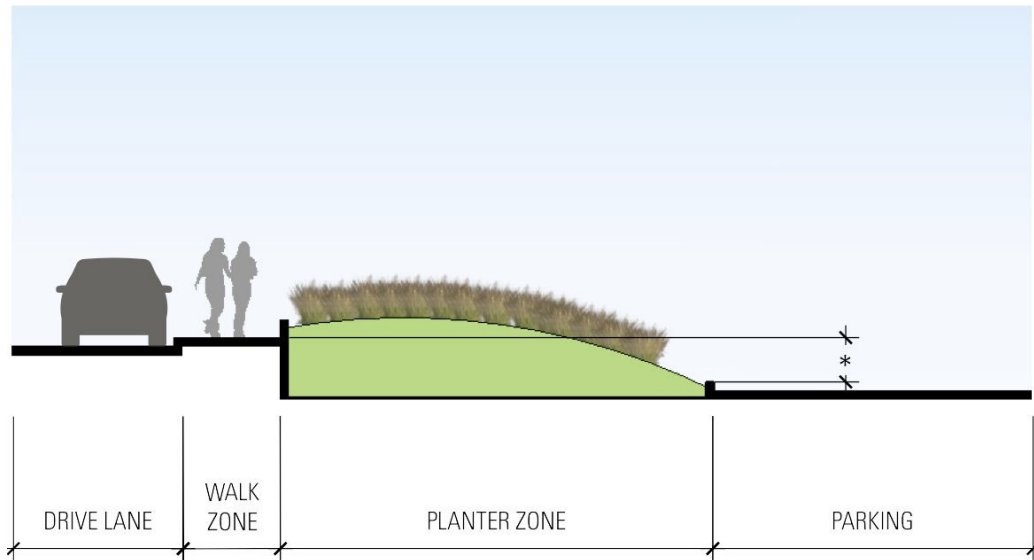 *
DRIVE LANE
WALK
ZONE
PLANTER ZONE
PARKING